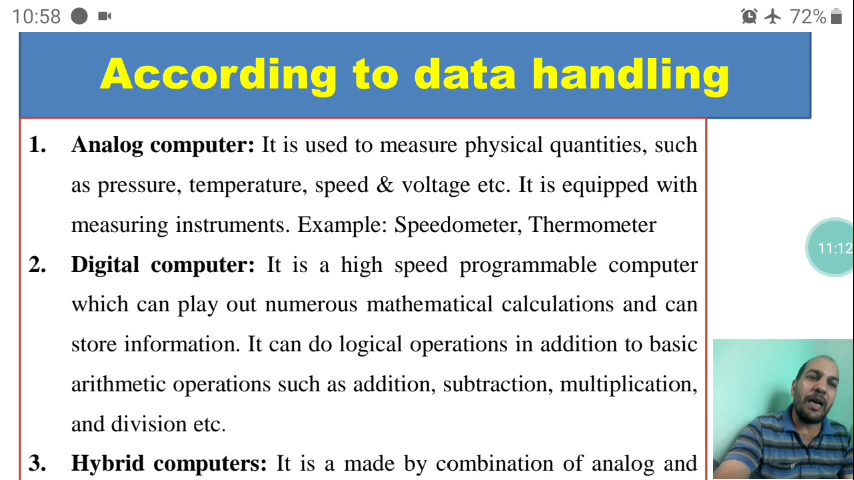 10:58
72%
According to data handling
1. Analog computer: It is used to measure physical quantities, such
as pressure, temperature, speed & voltage etc. It is equipped with
measuring instruments. Example: Speedometer, Thermometer
2. Digital computer: It is a high speed programmable computer
which can play out numerous mathematical calculations and can
store information. It can do logical operations in addition to basic
arithmetic operations such as addition, subtraction, multiplication,
and division etc.
3. Hybrid computers: It is a made by combination of analog and
11:12